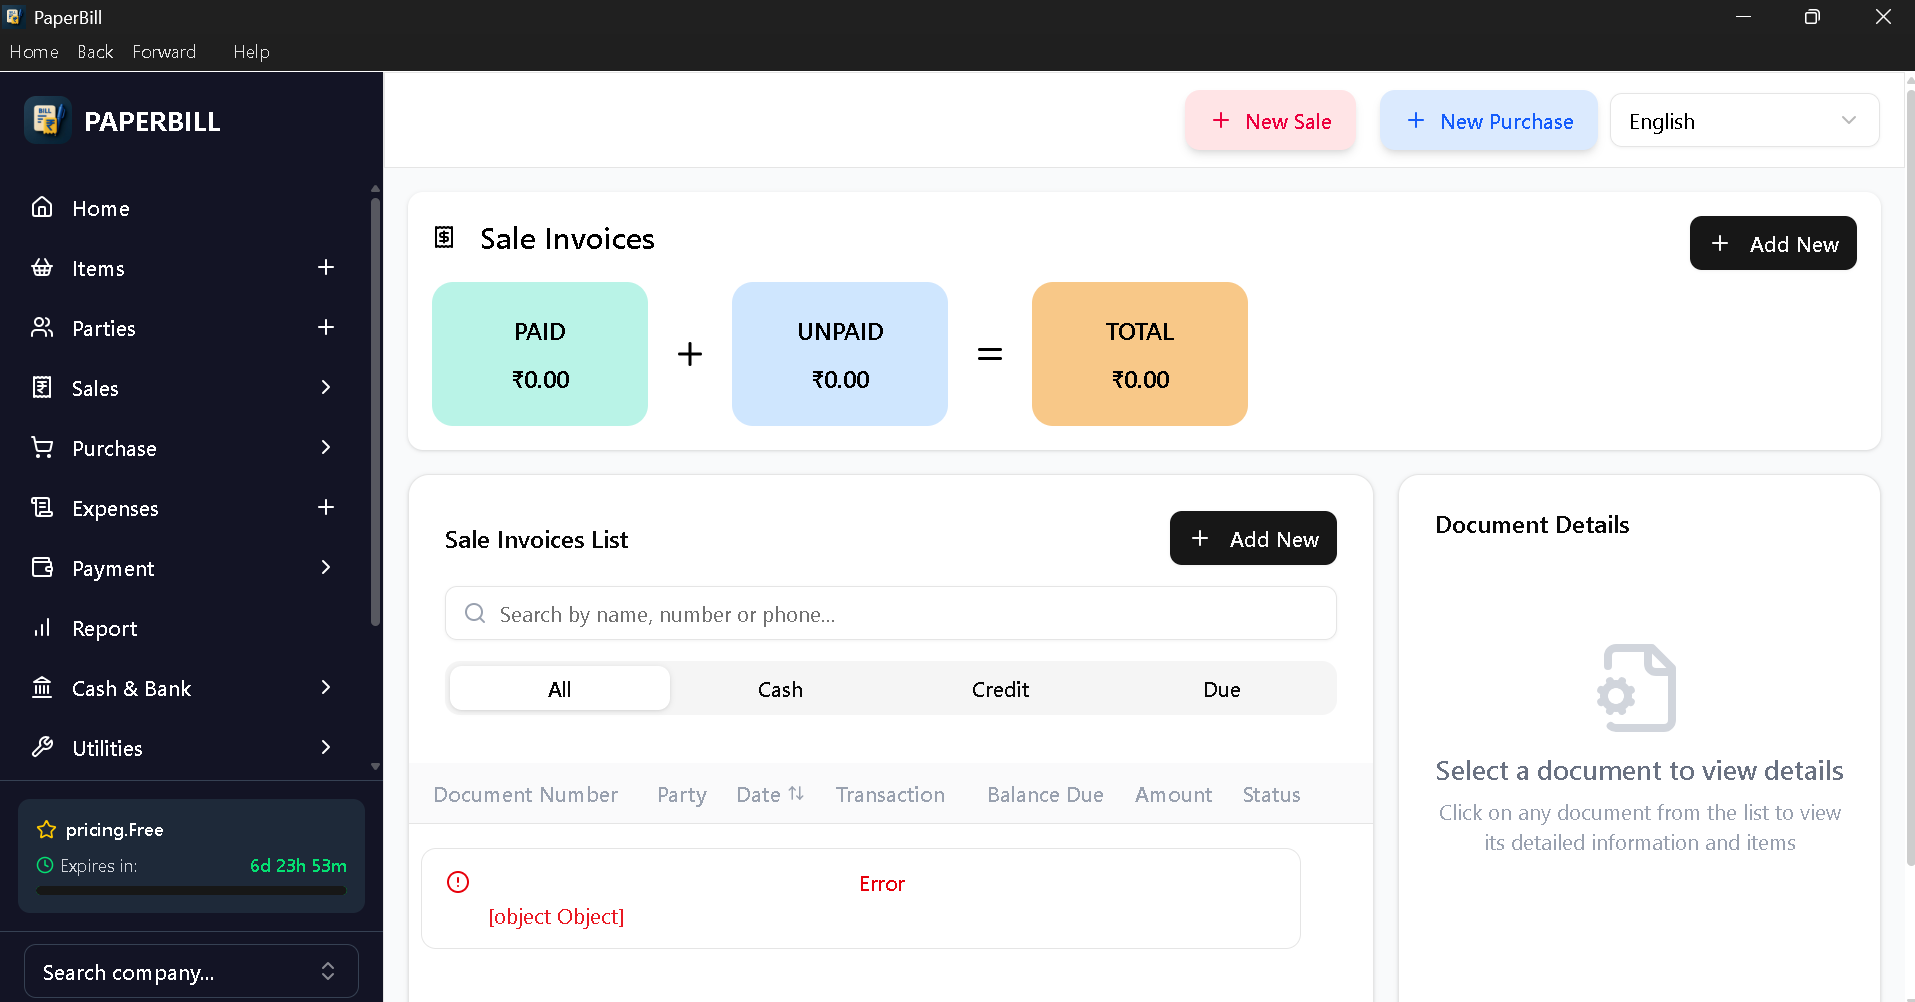 PaperBill
Home Back Forward Help
PAPERBILL
Home
Items
Parties
Sales
Purchase
Expenses
Payment
Report
Cash & Bank
Utilities
pricing.Free
Expires in: 6d 23h 53m
Search company...
+ New Sale
+ New Purchase
English
Sale Invoices
+ Add New
PAID
₹0.00
+
UNPAID
₹0.00
=
TOTAL
₹0.00
Sale Invoices List
+ Add New
Search by name, number or phone...
All Cash Credit Due
Document Number Party Date Transaction Balance Due Amount Status
Error
[object Object]
Document Details
Select a document to view details
Click on any document from the list to view
its detailed information and items